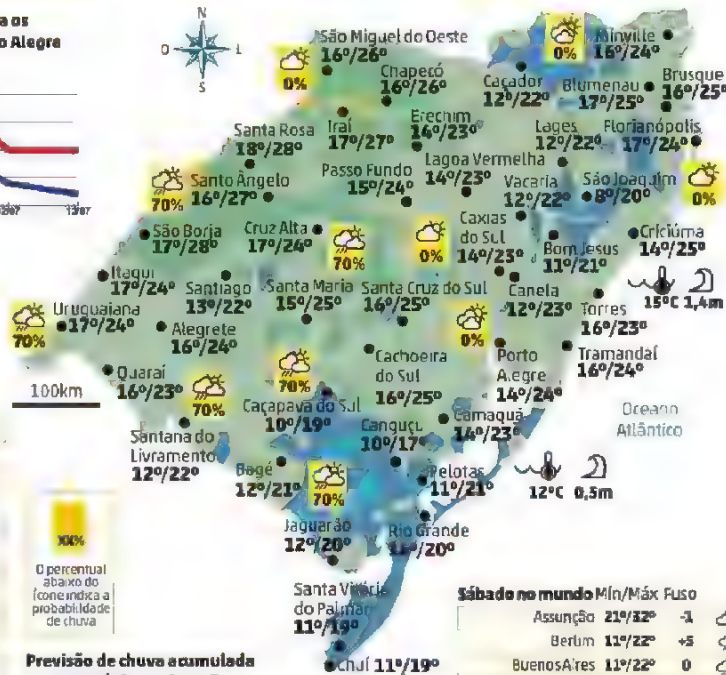 a os
o Alegra
N
O L
S
São Miguel do Oeste
16º/26º
0%
Chapecó
16º/26º
0%
Caçador
12º/22º
16º/24º
Blumenau
17º/25º
Brusque
16º/25º
Iraí
17º/27º
Erechim
14º/23º
Lages
12º/22º
Florianópolis
17º/24º
0%
Santa Rosa
18º/28º
Lagoa Vermelha
14º/23º
Passo Fundo
15º/24º
Vacaria
12º/22º
São Joaquim
8º/20º
70%
Santo Ângelo
16º/27º
São Borja
17º/28º
Cruz Alta
17º/24º
70%
0%
Caxias
do Sul
14º/23º
Bom Jesus
11º/21º
Criciúma
14º/25º
15ºC 1,4m
Itaqui
17º/24º
Santiago
13º/22º
Santa Maria
15º/25º
Santa Cruz do Sul
16º/25º
Canela
12º/23º
Torres
16º/23º
70%
Uruguaiana
17º/24º
Alegrete
16º/24º
0%
Porto
Alegre
14º/24º
Tramandaí
16º/24º
Quaraí
16º/23º
100km
70%
70%
Cachoeira
do Sul
16º/25º
Caçapava do Sul
10º/19º
Canguçu
10º/17º
Camaquã
14º/23º
Oceano
Atlântico
Santana do
Livramento
12º/22º
Bagé
12º/21º
70%
Pelotas
11º/21º
12ºC 0,3m
Jaguarão
12º/20º
Rio Grande
11º/20º
XX%
O percentual
abaixo do
ícone indica a
probabilidade
de chuva
Santa Vitória
do Palmar
11º/19º
Chuí 11º/19º
Previsão de chuva acumulada
Sábado no mundo Mín/Máx Fuso
Assunção 21º/32º -1
Berlim 11º/22º +5
Buenos Aires 11º/22º 0